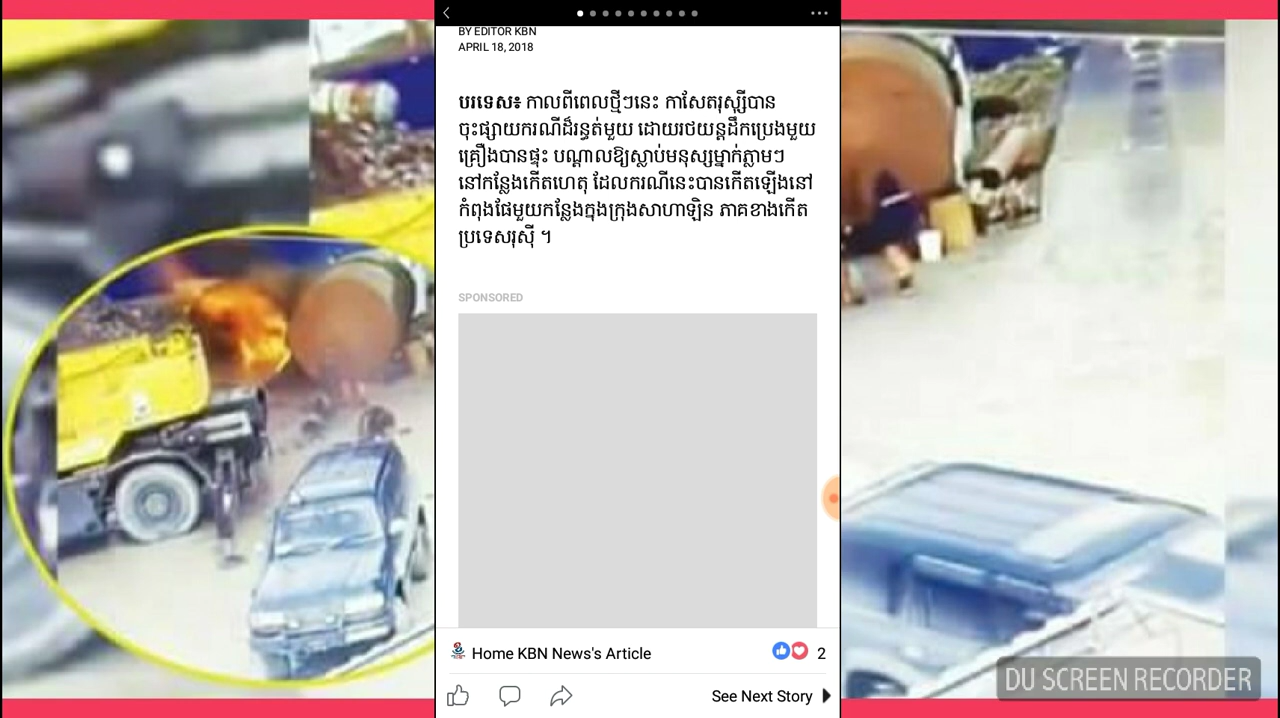 BY EDITOR KBN
APRIL 18, 2018
បរទេស៖ កាលពីពេលថ្មីៗនេះ កាសែតរុស្ស៊ីបាន
ចុះផ្សាយករណីដ៏រន្ធត់មួយ ដោយរថយន្តដឹកប្រេងមួយ
គ្រឿងបានផ្ទុះ បណ្តាលឱ្យស្លាប់មនុស្សម្នាក់ភ្លាមៗ
នៅកន្លែងកើតហេតុ ដែលករណីនេះបានកើតឡើងនៅ
កំពុងផែមួយកន្លែងក្នុងក្រុងសាហាឡិន ភាគខាងកើត
ប្រទេសរុស៊ី ។
SPONSORED
Home KBN News's Article
2
See Next Story
DU SCREEN RECORDER